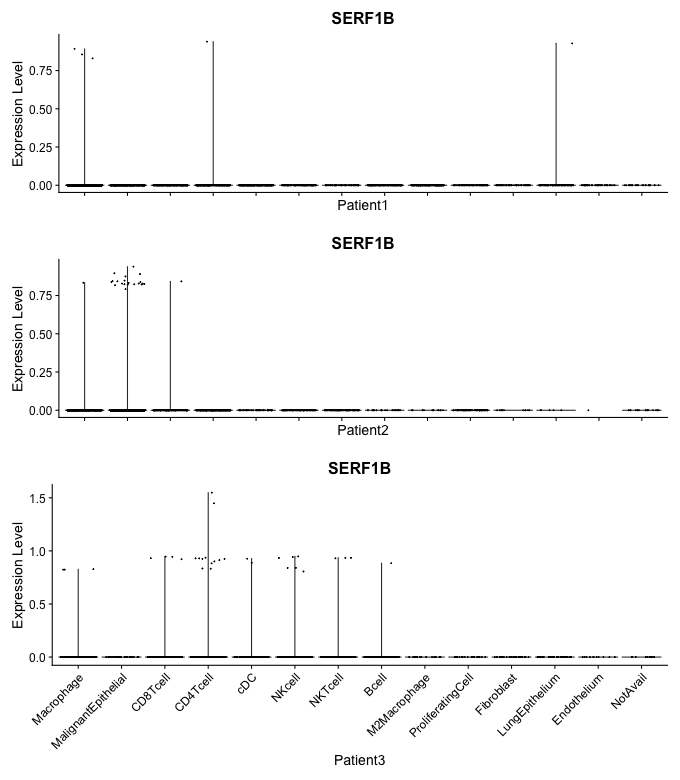 SERF1B
Expression Level
0.75
0.50
0.25
0.00
Patient1
SERF1B
Expression Level
0.75
0.50
0.25
0.00
Patient2
SERF1B
Expression Level
1.5
1.0
0.5
0.0
Macrophage
MalignantEpithelial
CD8Tcell
CD4Tcell
cDC
NKcell
NKTcell
Bcell
M2Macrophage
ProliferatingCell
Fibroblast
LungEpithelium
Endothelium
NotAvail
Patient3